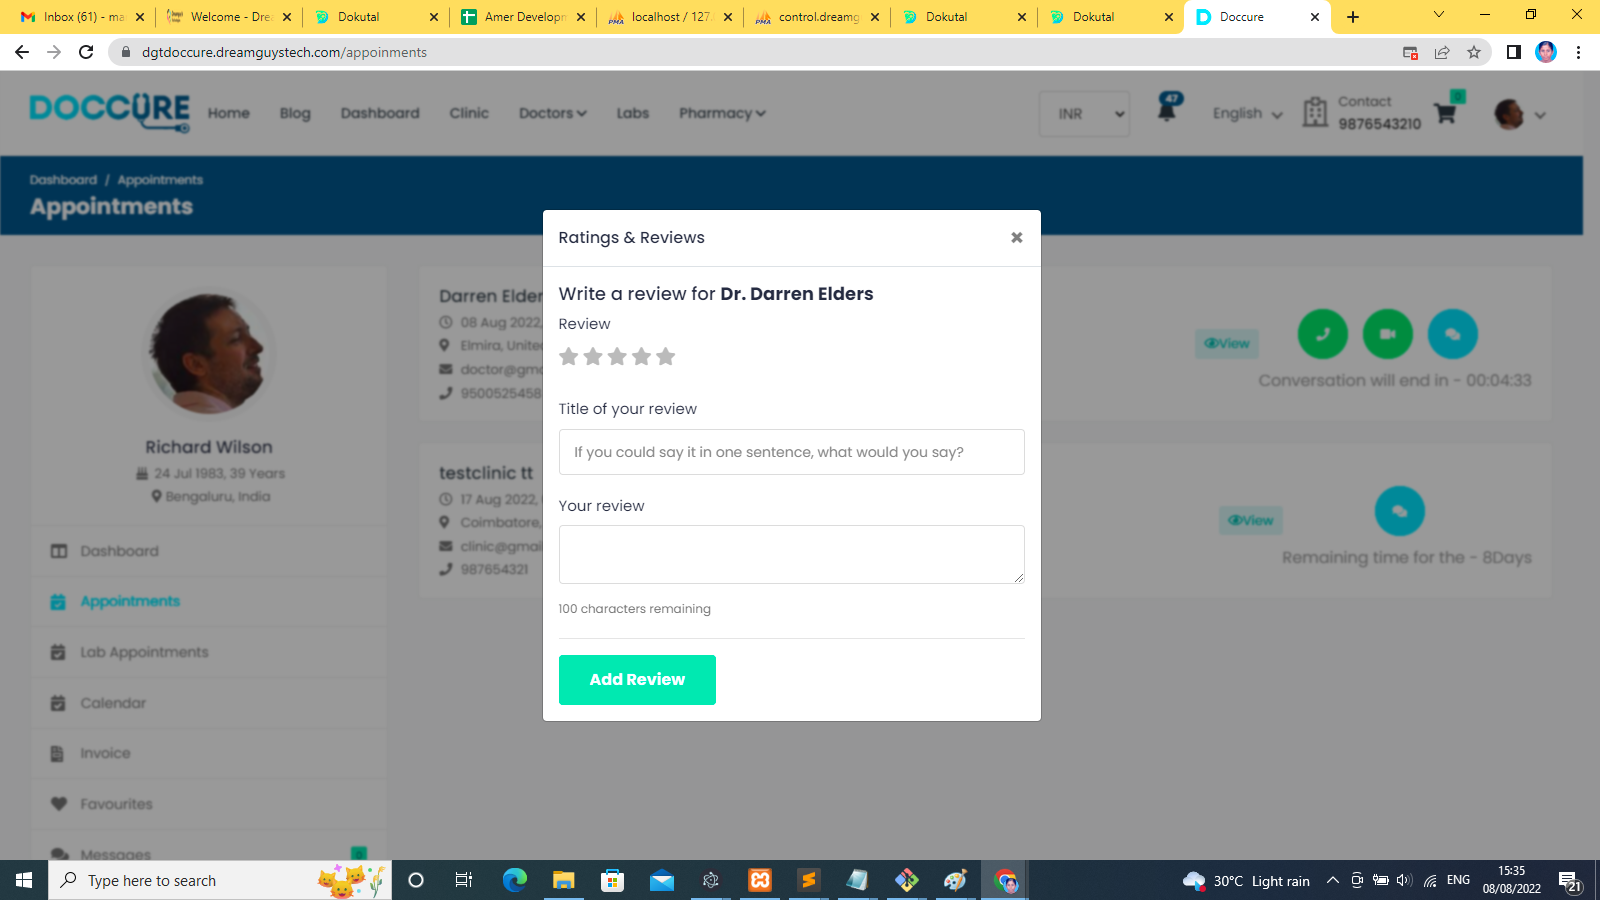 Inbox (61) - ma
Welcome - Drea
Dokutal
Amer Developm
localhost / 127.
control.dreamg
Dokutal
Dokutal
Doccure
dgtdoccure.dreamguystech.com/appoinments
DOCCURE
Home
Blog
Dashboard
Clinic
Doctors
Labs
Pharmacy
INR
47
English
Contact
9876543210
0
Dashboard / Appointments
Appointments
Ratings & Reviews
Write a review for Dr. Darren Elders
Review
Title of your review
If you could say it in one sentence, what would you say?
Your review
100 characters remaining
Add Review
Richard Wilson
24 Jul 1983, 39 Years
Bengaluru, India
Dashboard
Appointments
Lab Appointments
Calendar
Invoice
Favourites
Messages
0
Darren Elder
08 Aug 2022,
Elmira, Unite
doctor@gm
9500525458
View
Conversation will end in - 00:04:33
testclinic tt
17 Aug 2022,
Coimbatore,
clinic@gmai
987654321
View
Remaining time for the - 8Days
Type here to search
30°C Light rain
ENG
15:35
08/08/2022
21